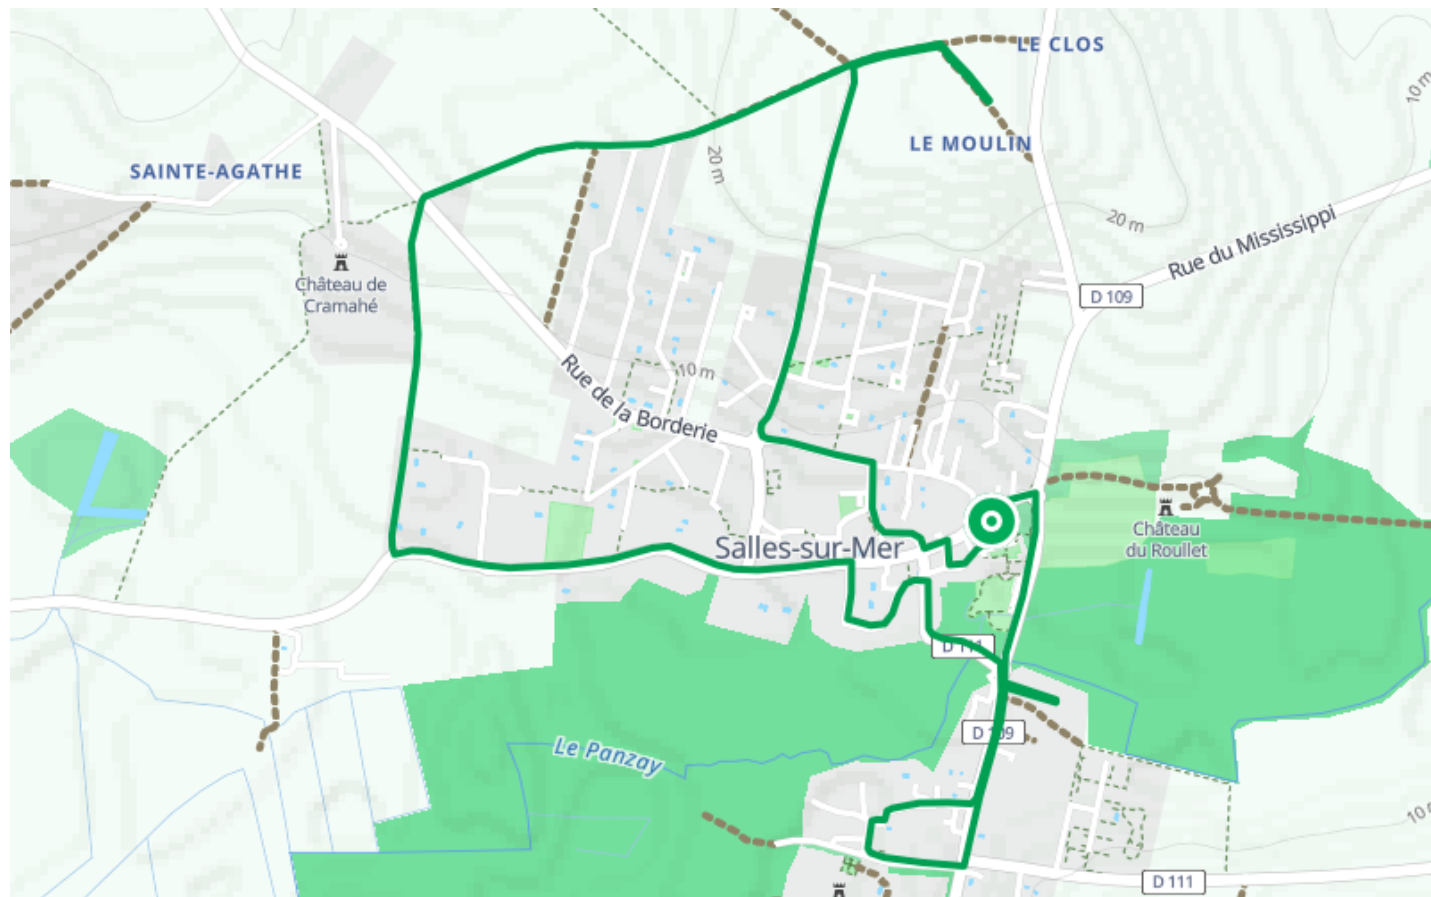 LE CLOS
10 m
LE MOULIN
20 m
SAINTE-AGATHE
20 m
Rue du Mississippi
Château de
Cramahé
D 109
10 m
Rue de la Borderie
Salles-sur-Mer
Château
du Roullet
D 111
D 109
Le Panzay
10 m
D 111